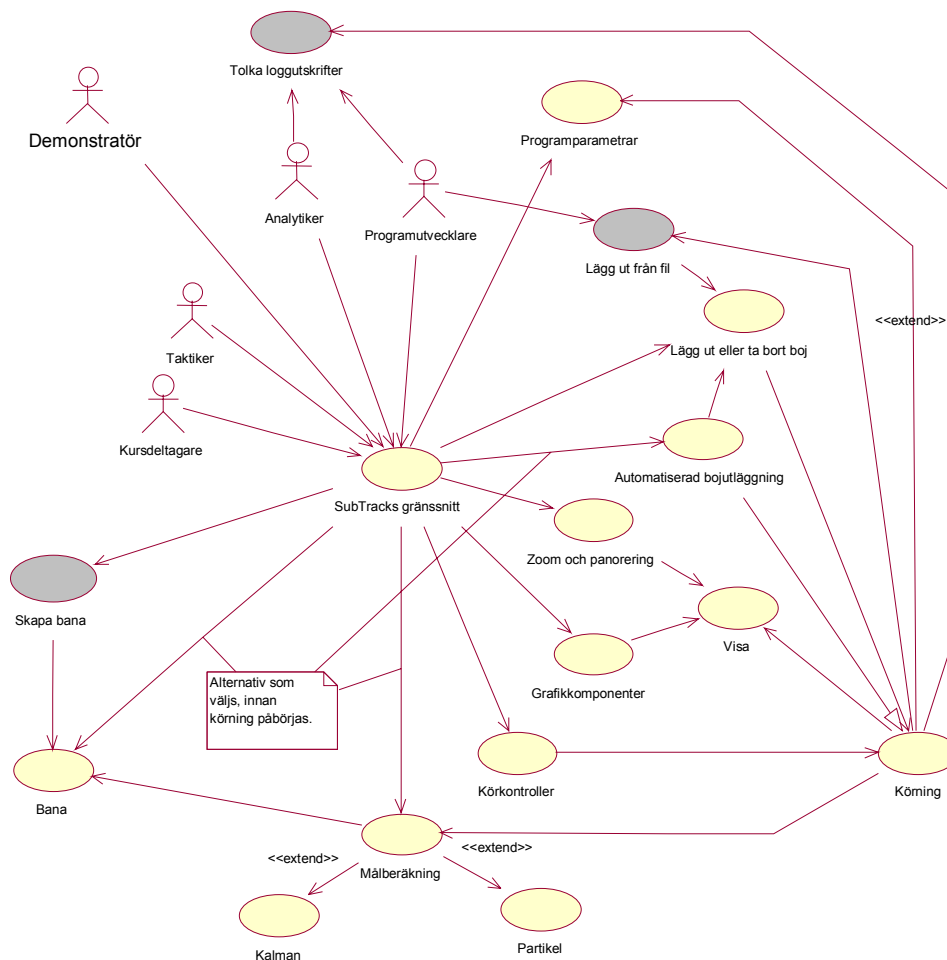 Tolka loggutskrifter
Demonstratör
Programparametrar
Analytiker
Programutvecklare
Lägg ut från fil
<<extend>>
Taktiker
Lägg ut eller ta bort boj
Kursdeltagare
Automatiserad bojutläggning
SubTracks gränssnitt
Zoom och panorering
Skapa bana
Visa
Alternativ som
väljs, innan
körning påbörjas.
Grafikkomponenter
Bana
Körkontroller
Körning
<<extend>>
Målberäkning
<<extend>>
Kalman
Partikel